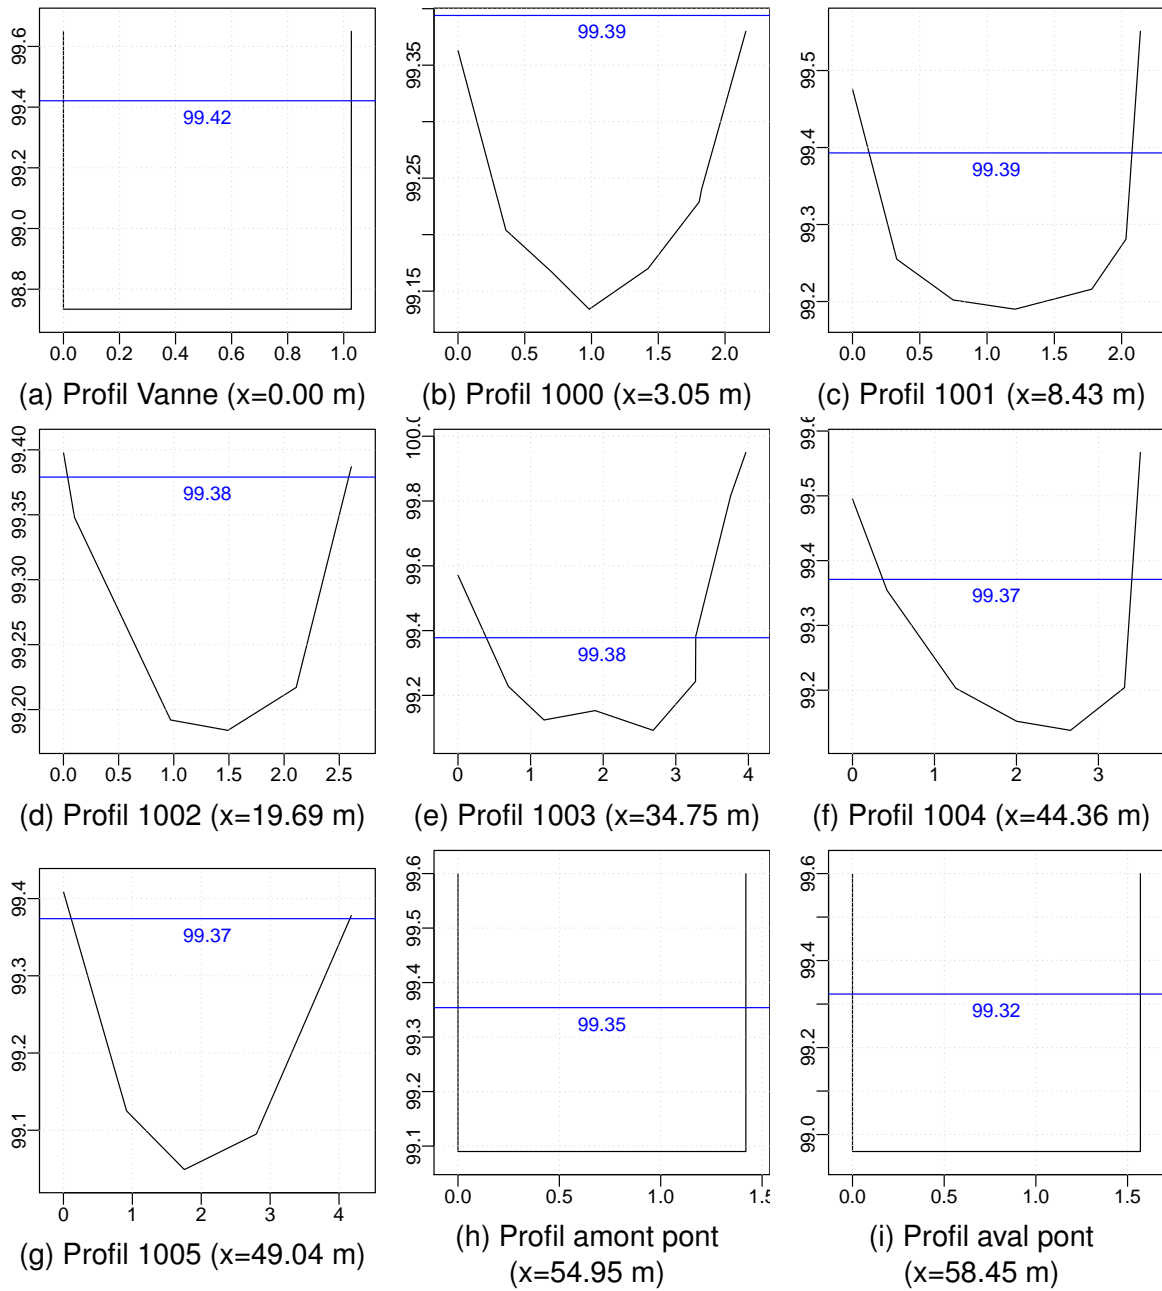 99.6
99.4
99.2
99.0
98.8
99.42
0.0 0.2 0.4 0.6 0.8 1.0
(a) Profil Vanne (x=0.00 m)
99.35
99.25
99.15
99.39
0.0 0.5 1.0 1.5 2.0
(b) Profil 1000 (x=3.05 m)
99.5
99.4
99.3
99.2
99.39
0.0 0.5 1.0 1.5 2.0
(c) Profil 1001 (x=8.43 m)
99.40
99.35
99.30
99.25
99.20
99.38
0.0 0.5 1.0 1.5 2.0 2.5
(d) Profil 1002 (x=19.69 m)
100.0
99.8
99.6
99.4
99.2
99.38
0 1 2 3 4
(e) Profil 1003 (x=34.75 m)
99.6
99.5
99.4
99.3
99.2
99.37
0 1 2 3
(f) Profil 1004 (x=44.36 m)
99.4
99.3
99.2
99.1
99.37
0 1 2 3 4
(g) Profil 1005 (x=49.04 m)
99.6
99.5
99.4
99.3
99.2
99.1
99.35
0.0 0.5 1.0 1.5
(h) Profil amont pont
(x=54.95 m)
99.6
99.4
99.2
99.0
99.32
0.0 0.5 1.0 1.5
(i) Profil aval pont
(x=58.45 m)